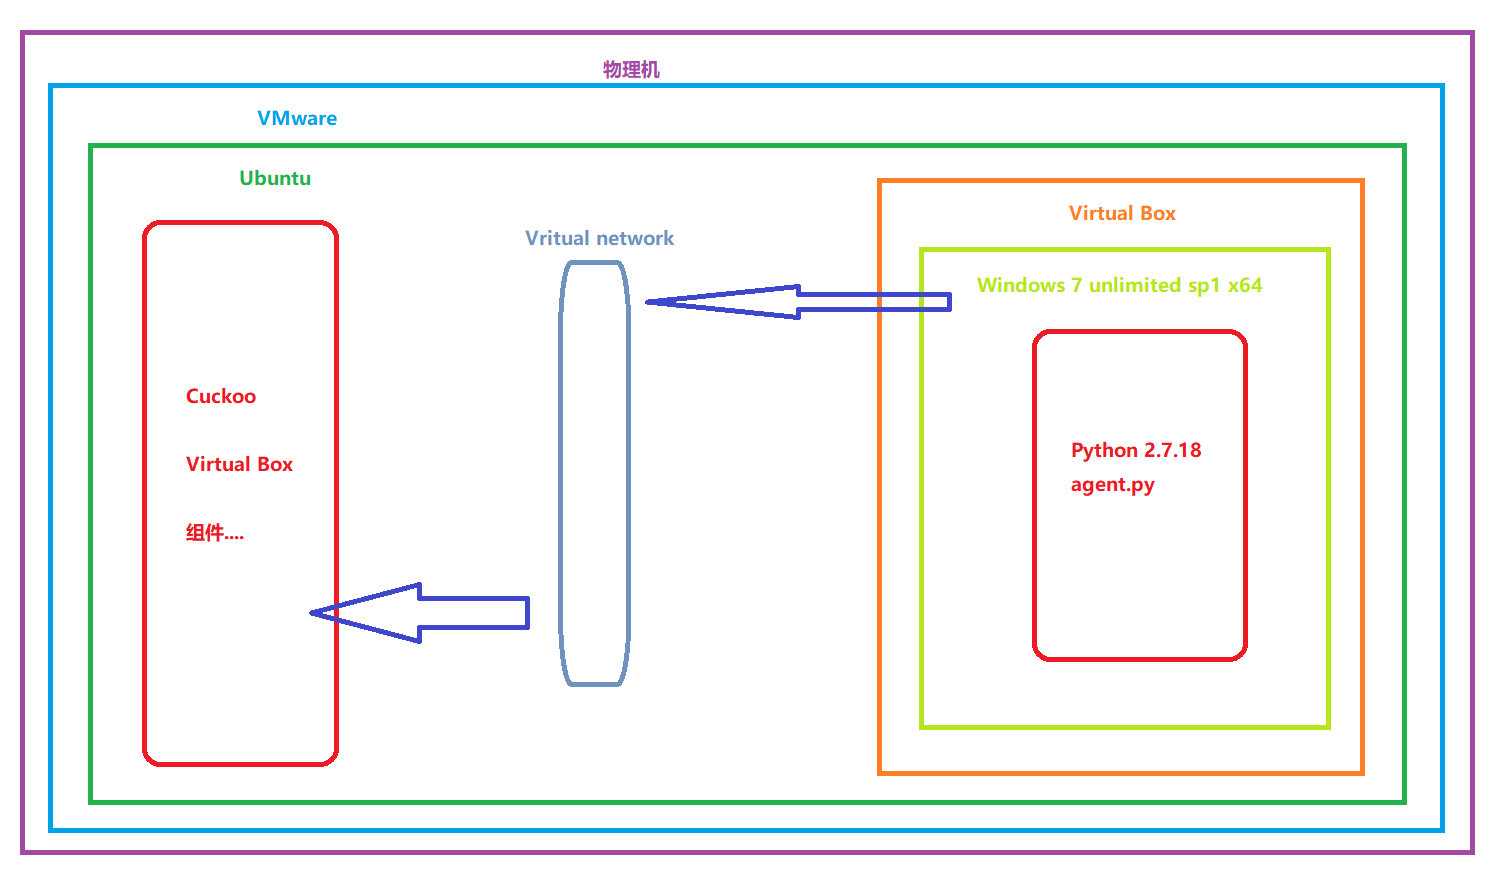 物理机
VMware
Ubuntu
Cuckoo
Virtual Box
组件....
Vritual network
Virtual Box
Windows 7 unlimited sp1 x64
Python 2.7.18
agent.py